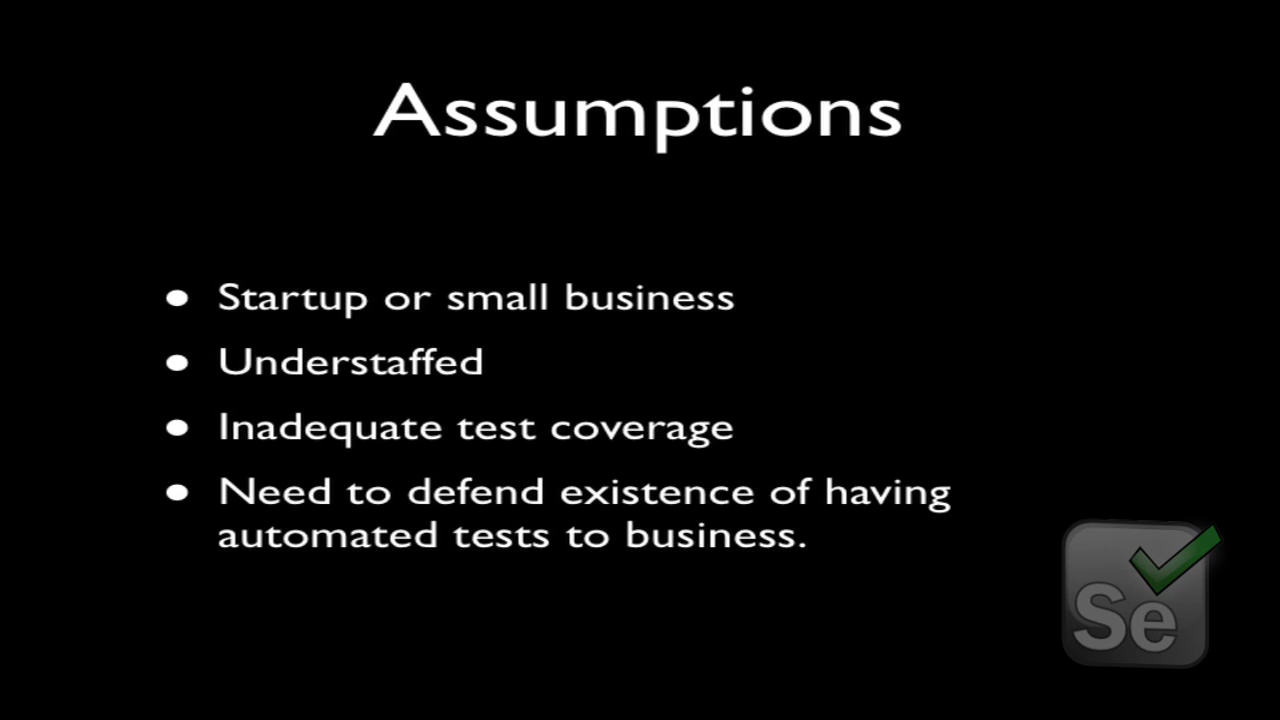 Assumptions
• Startup or small business
• Understaffed
• Inadequate test coverage
• Need to defend existence of having
automated tests to business.
Se